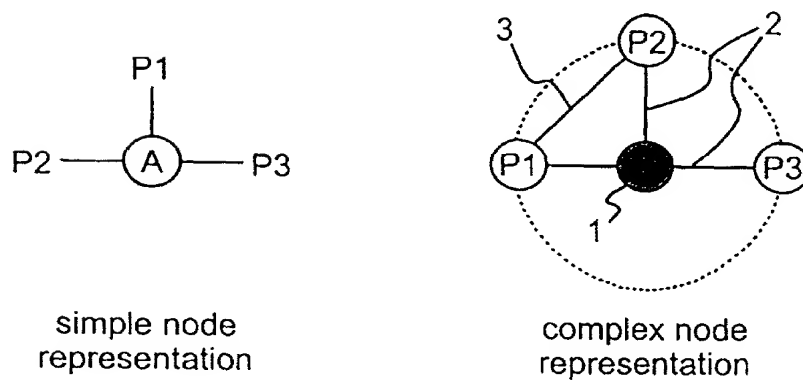 P1
P2 A P3
simple node
representation
3
P2
2
P1
P3
1
complex node
representation